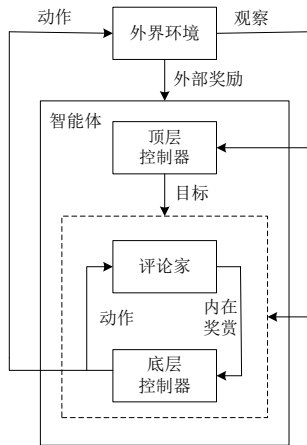 动作
外界环境
观察
外部奖励
智能体
顶层
控制器
目标
评论家
动作
内在
奖赏
底层
控制器